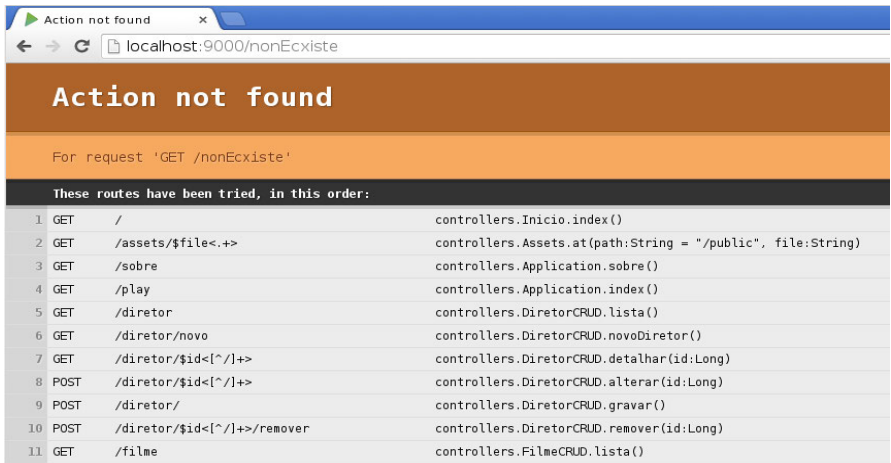 Action not found ×
localhost:9000/nonEcxiste
Action not found
For request 'GET /nonEcxiste'
These routes have been tried, in this order:
1 GET / controllers.Inicio.index()
2 GET /assets/$file<.+> controllers.Assets.at(path:String = "/public", file:String)
3 GET /sobre controllers.Application.sobre()
4 GET /play controllers.Application.index()
5 GET /diretor controllers.DiretorCRUD.lista()
6 GET /diretor/novo controllers.DiretorCRUD.novoDiretor()
7 GET /diretor/$id<[^/]+> controllers.DiretorCRUD.detalhar(id:Long)
8 POST /diretor/$id<[^/]+> controllers.DiretorCRUD.alterar(id:Long)
9 POST /diretor/ controllers.DiretorCRUD.gravar()
10 POST /diretor/$id<[^/]+>/remover controllers.DiretorCRUD.remover(id:Long)
11 GET /filme controllers.FilmeCRUD.lista()